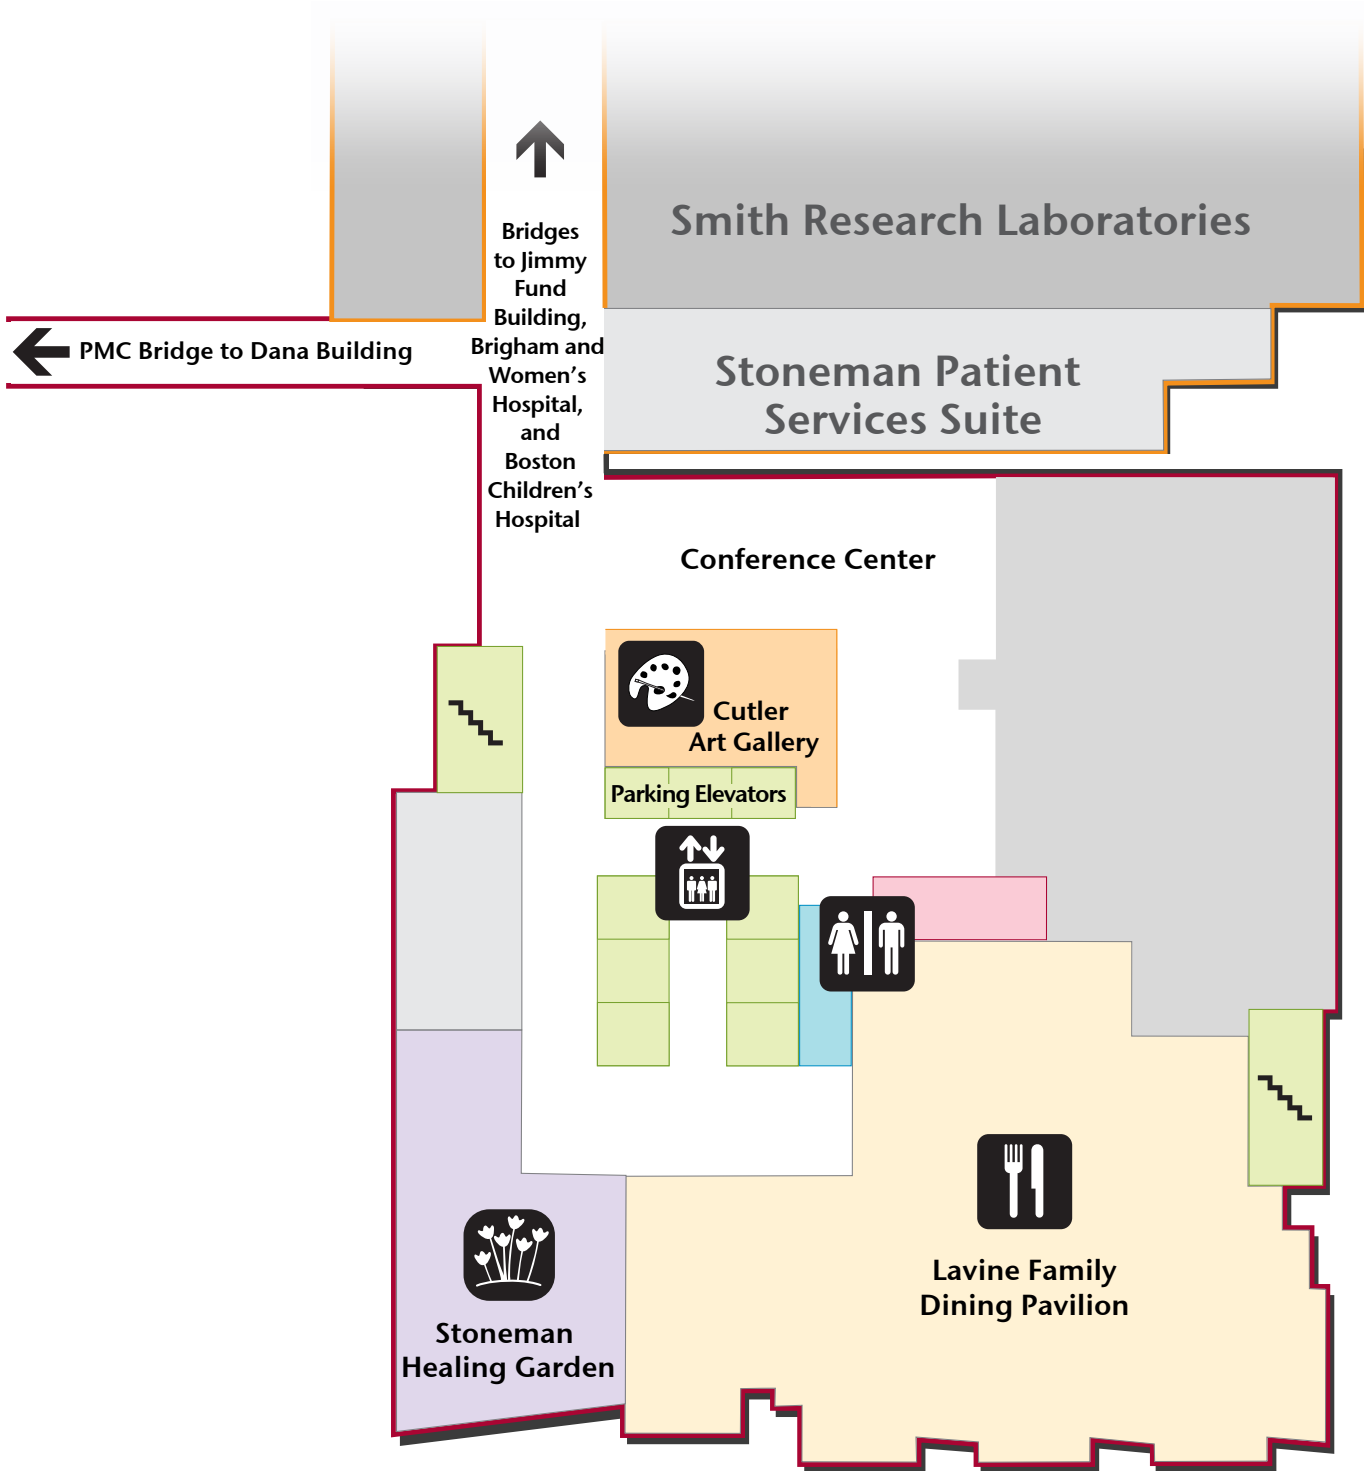 Smith Research Laboratories
Bridges
to Jimmy
Fund
Building,
Brigham and
Women's
Hospital,
and
Boston
Children's
Hospital
PMC Bridge to Dana Building
Stoneman Patient
Services Suite
Conference Center
Cutler
Art Gallery
Parking Elevators
Lavine Family
Dining Pavilion
Stoneman
Healing Garden